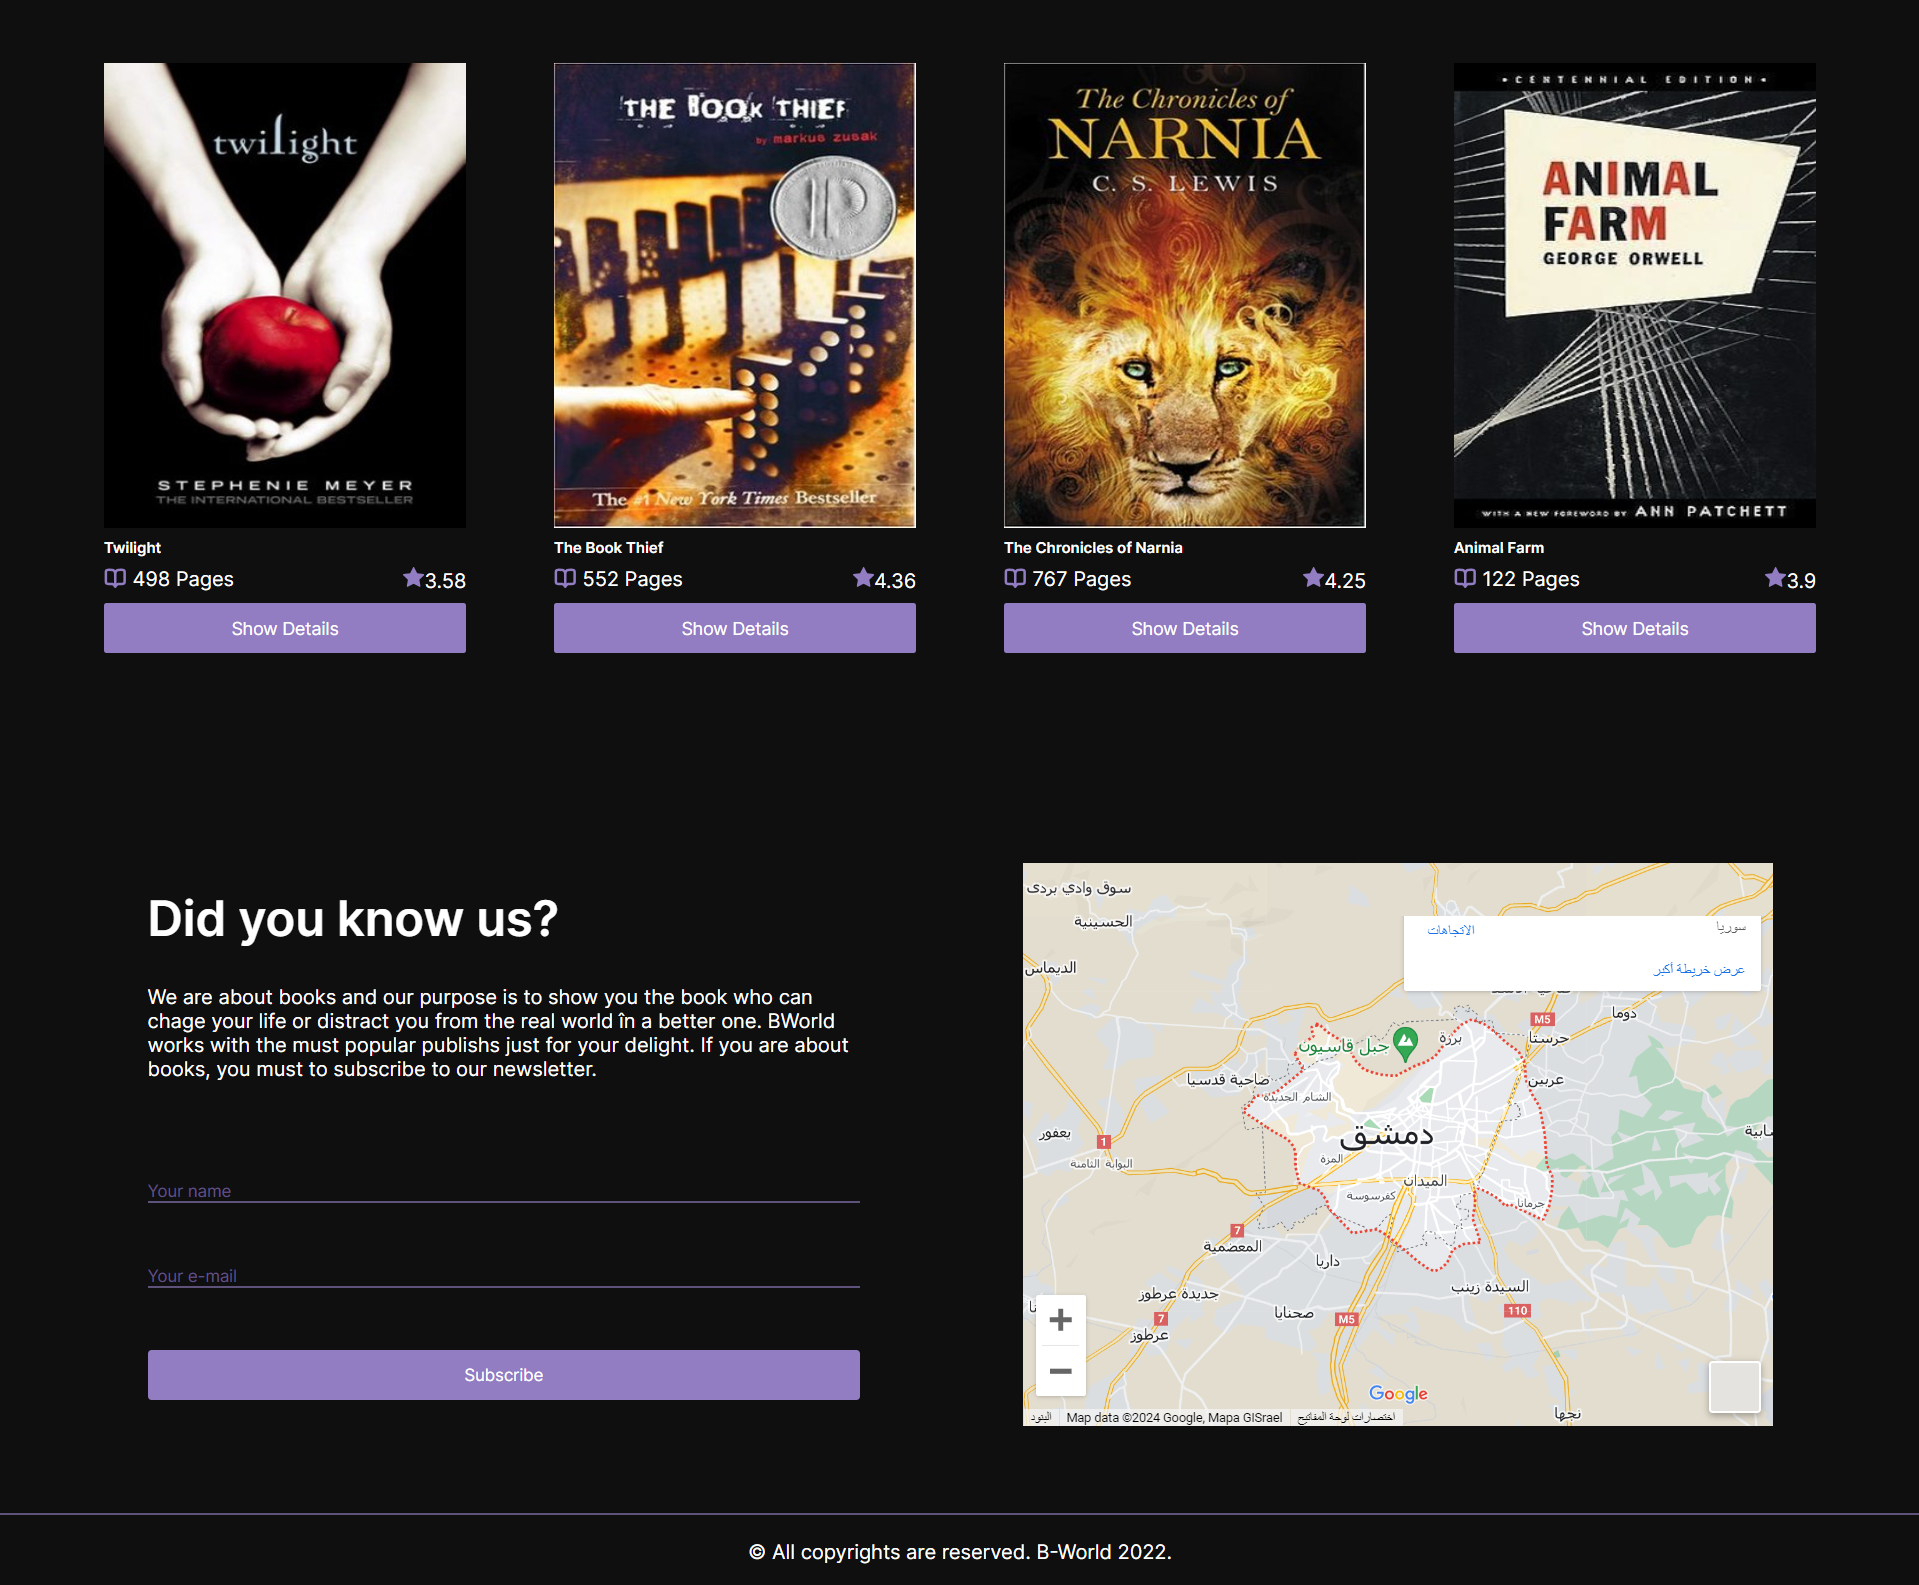 twilight
STEPHENIE MEYER
THE INTERNATIONAL BESTSELLER
Twilight
498 Pages
3.58
Show Details
THE BOOK THIEF
by markus zusak
The #1 New York Times Bestseller
The Book Thief
552 Pages
4.36
Show Details
The Chronicles of
NARNIA
C. S. LEWIS
The Chronicles of Narnia
767 Pages
4.25
Show Details
• CENTENNIAL EDITION •
ANIMAL
FARM
GEORGE ORWELL
WITH A NEW FOREWORD BY ANN PATCHETT
Animal Farm
122 Pages
3.9
Show Details
Did you know us?
We are about books and our purpose is to show you the book who can
chage your life or distract you from the real world în a better one. BWorld
works with the must popular publishs just for your delight. If you are about
books, you must to subscribe to our newsletter.
Your name
Your e-mail
Subscribe
سوق وادي بردى
الحسينية
الديماس
سوريا
الاتجاهات
عرض خريطة أكبر
M5
دوما
حرستا
برزة
جبل قاسيون
عربين
ضاحية قدسيا
الشام الجديدة
دمشق
يعفور
1
البوابة الثامنة
المزة
الميدان
كفرسوسة
جرمانا
7
المعضمية
داريا
السيدة زينب
جديدة عرطوز
صحنايا
110
7
M5
عرطوز
نجها
Google
البنود
Map data ©2024 Google, Mapa GISrael
اختصارات لوحة المفاتيح
© All copyrights are reserved. B-World 2022.